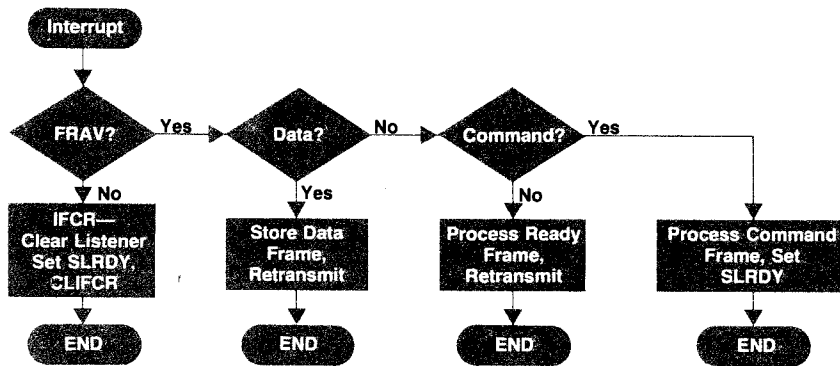 Interrupt
FRAV?
Yes
Data?
No
Command?
Yes
No
IFCR—
Clear Listener
Set SLRDY,
CLIFCR
Yes
Store Data
Frame,
Retransmit
No
Process Ready
Frame,
Retransmit
Process Command
Frame, Set
SLRDY
END
END
END
END